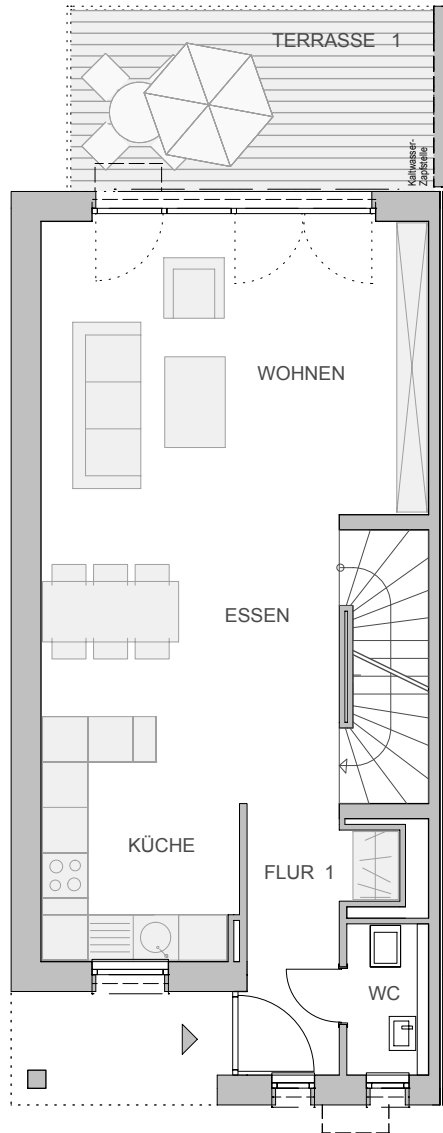 TERRASSE 1
Kaltwasser-
Zapfstelle
WOHNEN
ESSEN
KÜCHE
FLUR 1
WC